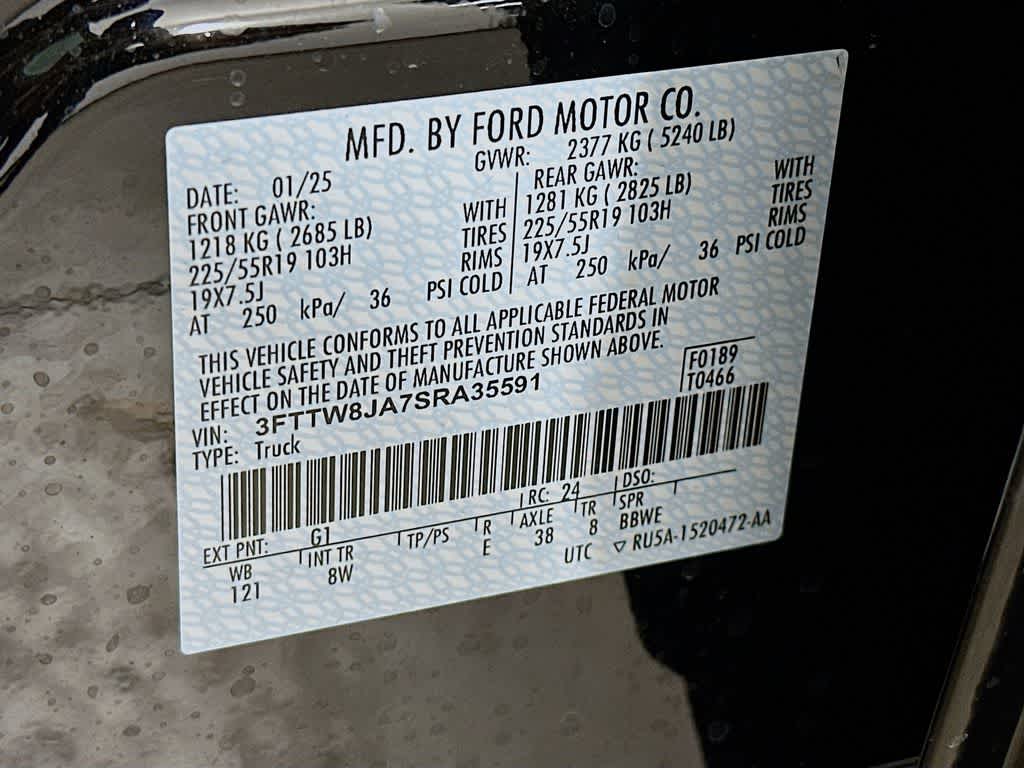 MFD. BY FORD MOTOR CO.
DATE: 01/25 GVWR: 2377 KG ( 5240 LB)
FRONT GAWR: REAR GAWR:
1218 KG ( 2685 LB) WITH 1281 KG ( 2825 LB) WITH
225/55R19 103H TIRES 225/55R19 103H TIRES
19X7.5J RIMS 19X7.5J RIMS
AT 250 kPa/ 36 PSI COLD AT 250 kPa/ 36 PSI COLD
THIS VEHICLE CONFORMS TO ALL APPLICABLE FEDERAL MOTOR
VEHICLE SAFETY AND THEFT PREVENTION STANDARDS IN
EFFECT ON THE DATE OF MANUFACTURE SHOWN ABOVE.
VIN: 3FTTW8JA7SRA35591 F0189
TYPE: Truck T0466
EXT PNT: G1 RC: 24 DSO:
WB INT TR TP/PS R AXLE TR SPR
121 8W E 38 8 BBWE
UTC ▽ RU5A-1520472-AA